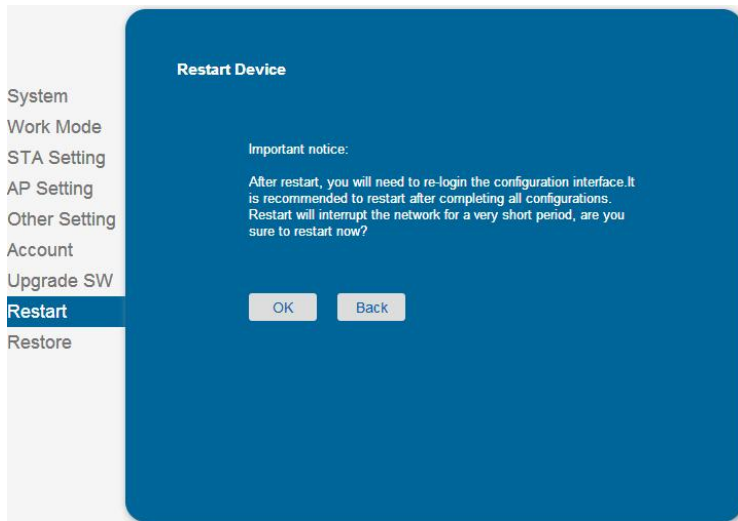 System
Work Mode
STA Setting
AP Setting
Other Setting
Account
Upgrade SW
Restart
Restore
Restart Device
Important notice:
After restart, you will need to re-login the configuration interface.It
is recommended to restart after completing all configurations.
Restart will interrupt the network for a very short period, are you
sure to restart now?
OK
Back